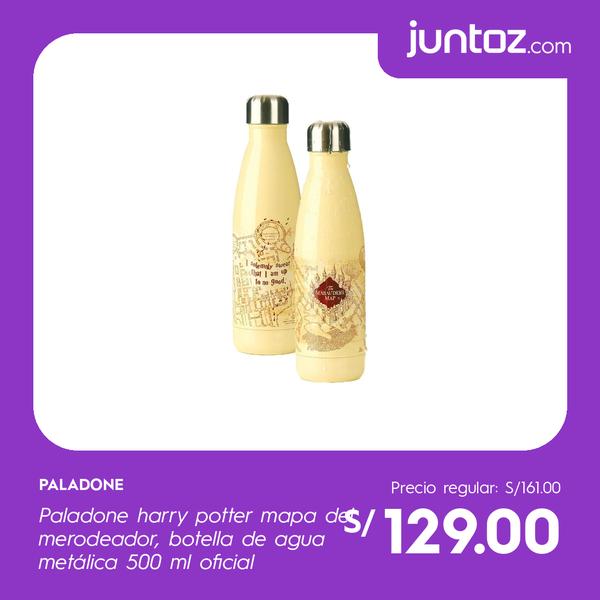 juntoz.com
I solemnly swear
that I am up
to no good.
The
MARAUDER'S
MAP
PALADONE
Paladone harry potter mapa del
merodeador, botella de agua
metálica 500 ml oficial
Precio regular: S/161.00
S/129.00